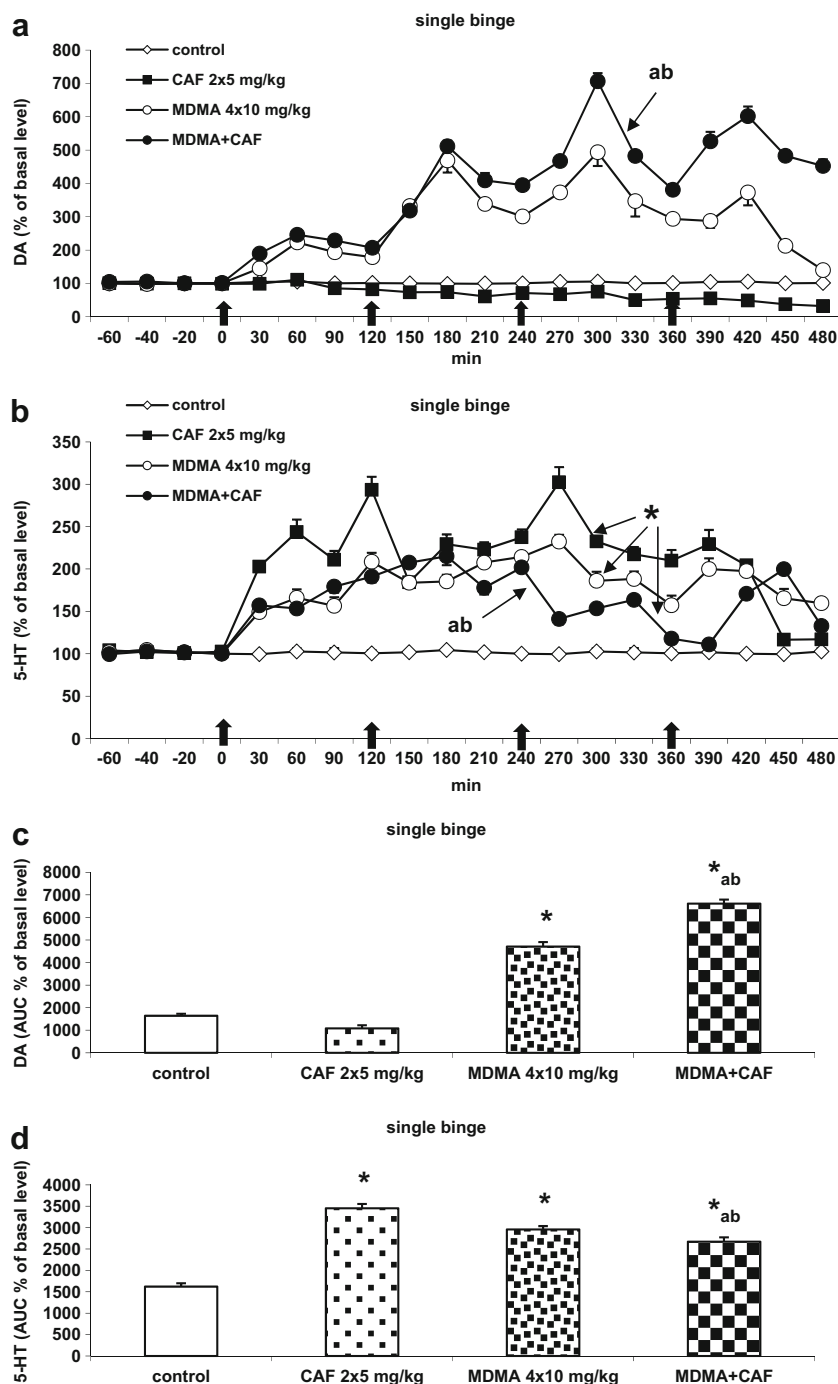 a
single binge
control
CAF 2x5 mg/kg
MDMA 4x10 mg/kg
MDMA+CAF
ab
DA (% of basal level)
800
700
600
500
400
300
200
100
0
-60 -40 -20 0 30 60 90 120 150 180 210 240 270 300 330 360 390 420 450 480
min
b
single binge
control
CAF 2x5 mg/kg
MDMA 4x10 mg/kg
MDMA+CAF
*
ab
5-HT (% of basal level)
350
300
250
200
150
100
50
0
-60 -40 -20 0 30 60 90 120 150 180 210 240 270 300 330 360 390 420 450 480
min
c
single binge
DA (AUC % of basal level)
8000
7000
6000
5000
4000
3000
2000
1000
0
*
*ab
control CAF 2x5 mg/kg MDMA 4x10 mg/kg MDMA+CAF
d
single binge
5-HT (AUC % of basal level)
4000
3500
3000
2500
2000
1500
1000
500
0
*
*
*ab
control CAF 2x5 mg/kg MDMA 4x10 mg/kg MDMA+CAF